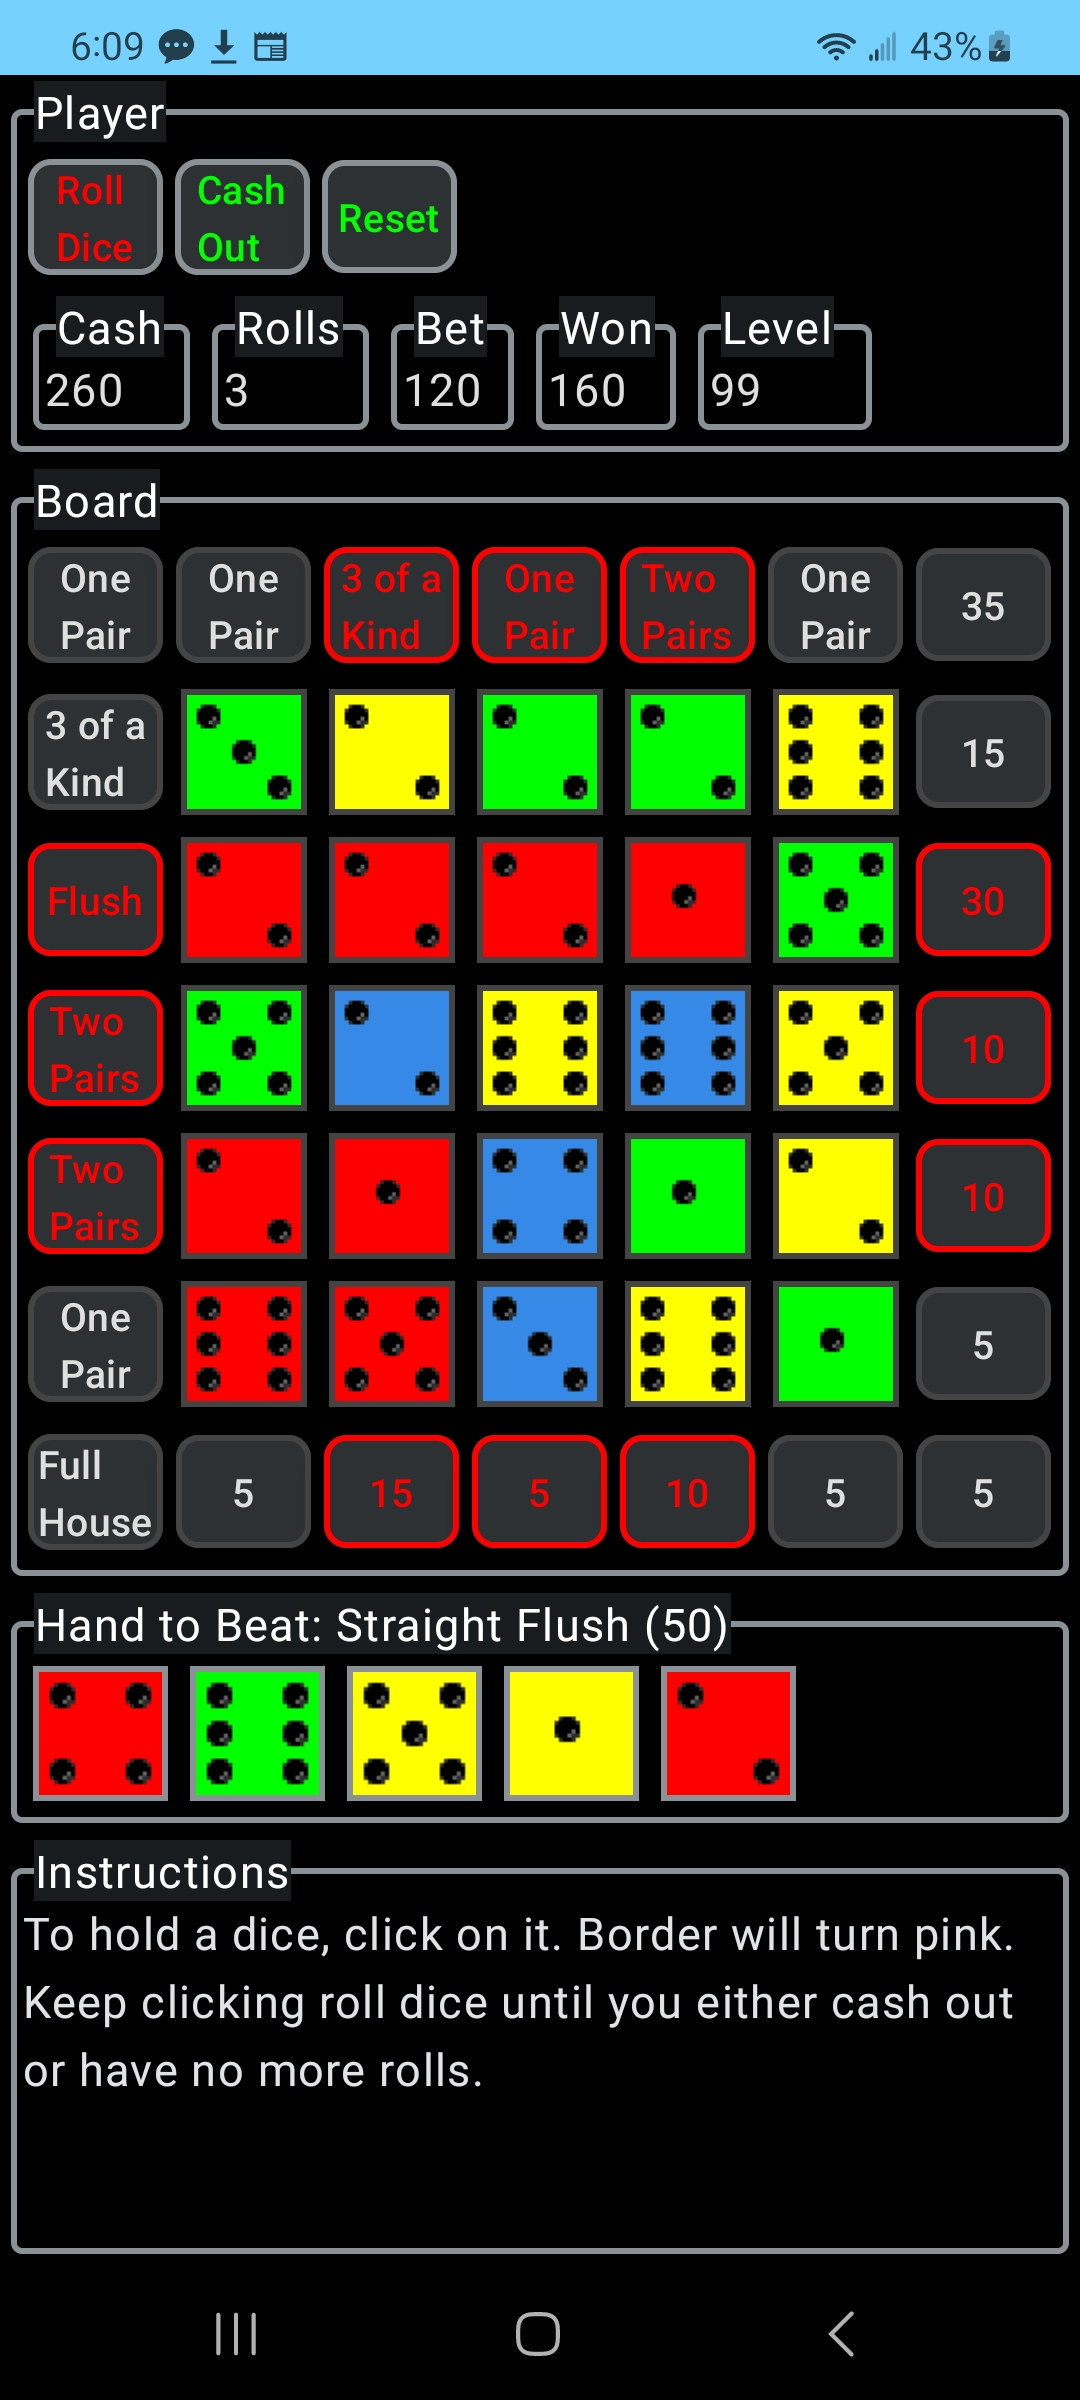 6:09 43%
Player
Roll Dice Cash Out Reset
Cash Rolls Bet Won Level
260 3 120 160 99
Board
One Pair One Pair 3 of a Kind One Pair Two Pairs One Pair 35
3 of a Kind 15
Flush 30
Two Pairs 10
Two Pairs 10
One Pair 5
Full House 5 15 5 10 5 5
Hand to Beat: Straight Flush (50)
Instructions
To hold a dice, click on it. Border will turn pink.
Keep clicking roll dice until you either cash out
or have no more rolls.